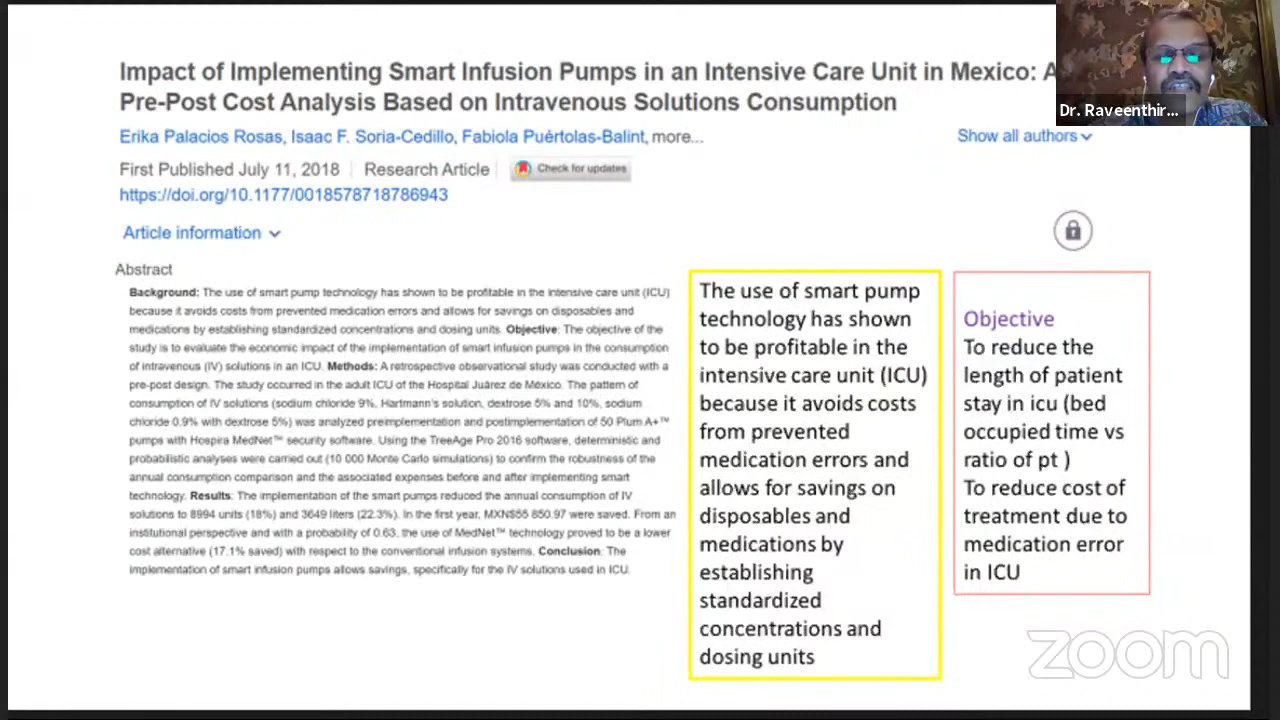 Impact of Implementing Smart Infusion Pumps in an Intensive Care Unit in Mexico: A
Pre-Post Cost Analysis Based on Intravenous Solutions Consumption
Dr. Raveenthir...
Erika Palacios Rosas, Isaac F. Soria-Cedillo, Fabiola Puértolas-Balint, more...
Show all authors
First Published July 11, 2018 | Research Article
Check for updates
https://doi.org/10.1177/0018578718786943
Article information
Abstract
Background: The use of smart pump technology has shown to be profitable in the intensive care unit (ICU)
because it avoids costs from prevented medication errors and allows for savings on disposables and
medications by establishing standardized concentrations and dosing units. Objective: The objective of the
study is to evaluate the economic impact of the implementation of smart infusion pumps in the consumption
of intravenous (IV) solutions in an ICU. Methods: A retrospective observational study was conducted with a
pre-post design. The study occurred in the adult ICU of the Hospital Juárez de México. The pattern of
consumption of IV solutions (sodium chloride 9%, Hartmann's solution, dextrose 5% and 10%, sodium
chloride 0.9% with dextrose 5%) was analyzed preimplementation and postimplementation of 50 Plum A+™
pumps with Hospira MedNet™ security software. Using the TreeAge Pro 2016 software, deterministic and
probabilistic analyses were carried out (10 000 Monte Carlo simulations) to confirm the robustness of the
annual consumption comparison and the associated expenses before and after implementing smart
technology. Results: The implementation of the smart pumps reduced the annual consumption of IV
solutions to 8994 units (18%) and 3649 liters (22.3%). In the first year, MXN$55 850.97 were saved. From an
institutional perspective and with a probability of 0.63, the use of MedNet™ technology proved to be a lower
cost alternative (17.1% saved) with respect to the conventional infusion systems. Conclusion: The
implementation of smart infusion pumps allows savings, specifically for the IV solutions used in ICU.
The use of smart pump
technology has shown
to be profitable in the
intensive care unit (ICU)
because it avoids costs
from prevented
medication errors and
allows for savings on
disposables and
medications by
establishing
standardized
concentrations and
dosing units
Objective
To reduce the
length of patient
stay in icu (bed
occupied time vs
ratio of pt )
To reduce cost of
treatment due to
medication error
in ICU
zoom